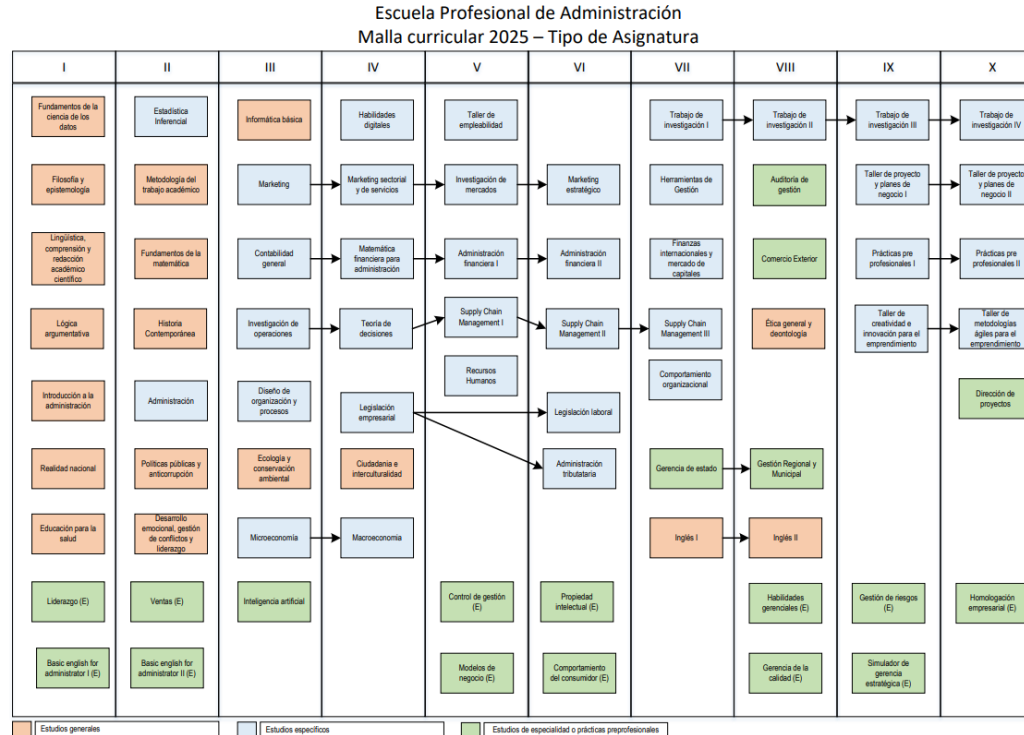 Escuela Profesional de Administración
Malla curricular 2025 – Tipo de Asignatura
I
II
III
IV
V
VI
VII
VIII
IX
X
Fundamentos de la
ciencia de los
datos
Estadística
Inferencial
Informática básica
Habilidades
digitales
Taller de
empleabilidad
Trabajo de
investigación I
Trabajo de
investigación II
Trabajo de
investigación III
Trabajo de
investigación IV
Filosofía y
epistemología
Metodología del
trabajo académico
Marketing
Marketing sectorial
y de servicios
Investigación de
mercados
Marketing
estratégico
Herramientas de
Gestión
Auditoria de
gestión
Taller de proyecto
y planes de
negocio I
Taller de proyecto
y planes de
negocio II
Lingüística,
comprensión y
redacción
académico
científico
Fundamentos de la
matemática
Contabilidad
general
Matemática
financiera para
administración
Administración
financiera I
Administración
financiera II
Finanzas
internacionales y
mercado de
capitales
Comercio Exterior
Prácticas pre
profesionales I
Prácticas pre
profesionales II
Lógica
argumentativa
Historia
Contemporánea
Investigación de
operaciones
Teoría de
decisiones
Supply Chain
Management I
Supply Chain
Management II
Supply Chain
Management III
Ética general y
deontología
Taller de
creatividad e
innovación para el
emprendimiento
Taller de
metodologías
ágiles para el
emprendimiento
Recursos
Humanos
Comportamiento
organizacional
Introducción a la
administración
Administración
Diseño de
organización y
procesos
Legislación
empresarial
Legislación laboral
Dirección de
proyectos
Realidad nacional
Políticas públicas y
anticorrupción
Ecología y
conservación
ambiental
Ciudadania e
interculturalidad
Administración
tributataria
Gerencia de estado
Gestión Regional y
Municipal
Educación para la
salud
Desarrollo
emocional, gestión
de conflictos y
liderazgo
Microeconomía
Macroeconomía
Inglés I
Inglés II
Liderazgo (E)
Ventas (E)
Inteligencia artificial
Control de gestión
(E)
Propiedad
intelectual (E)
Habilidades
gerenciales (E)
Gestión de riesgos
(E)
Homologación
empresarial (E)
Basic english for
administrator I (E)
Basic english for
administrator II (E)
Modelos de
negocio (E)
Comportamiento
del consumidor (E)
Gerencia de la
calidad (E)
Simulador de
gerencia
estratégica (E)
Estudios generales
Estudios específicos
Estudios de especialidad o prácticas preprofesionales